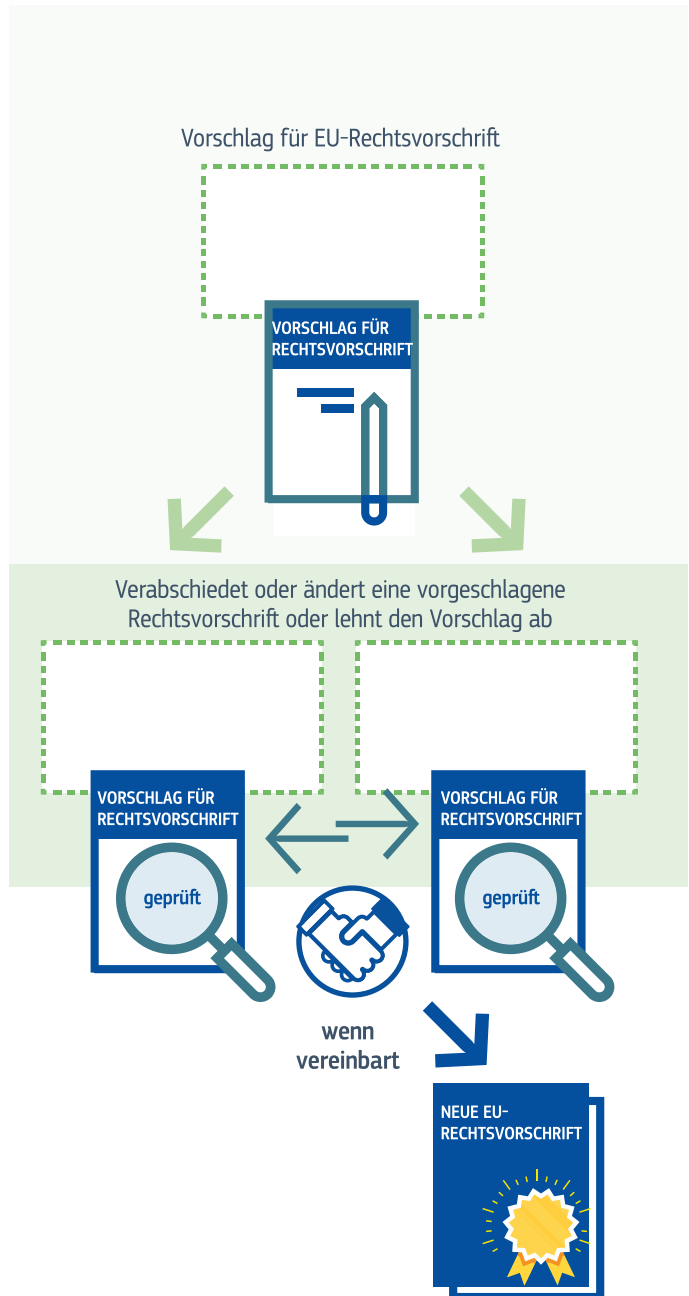 Vorschlag für EU-Rechtsvorschrift
VORSCHLAG FÜR
RECHTSVORSCHRIFT
Verabschiedet oder ändert eine vorgeschlagene
Rechtsvorschrift oder lehnt den Vorschlag ab
VORSCHLAG FÜR
RECHTSVORSCHRIFT
geprüft
VORSCHLAG FÜR
RECHTSVORSCHRIFT
geprüft
wenn
vereinbart
NEUE EU-
RECHTSVORSCHRIFT